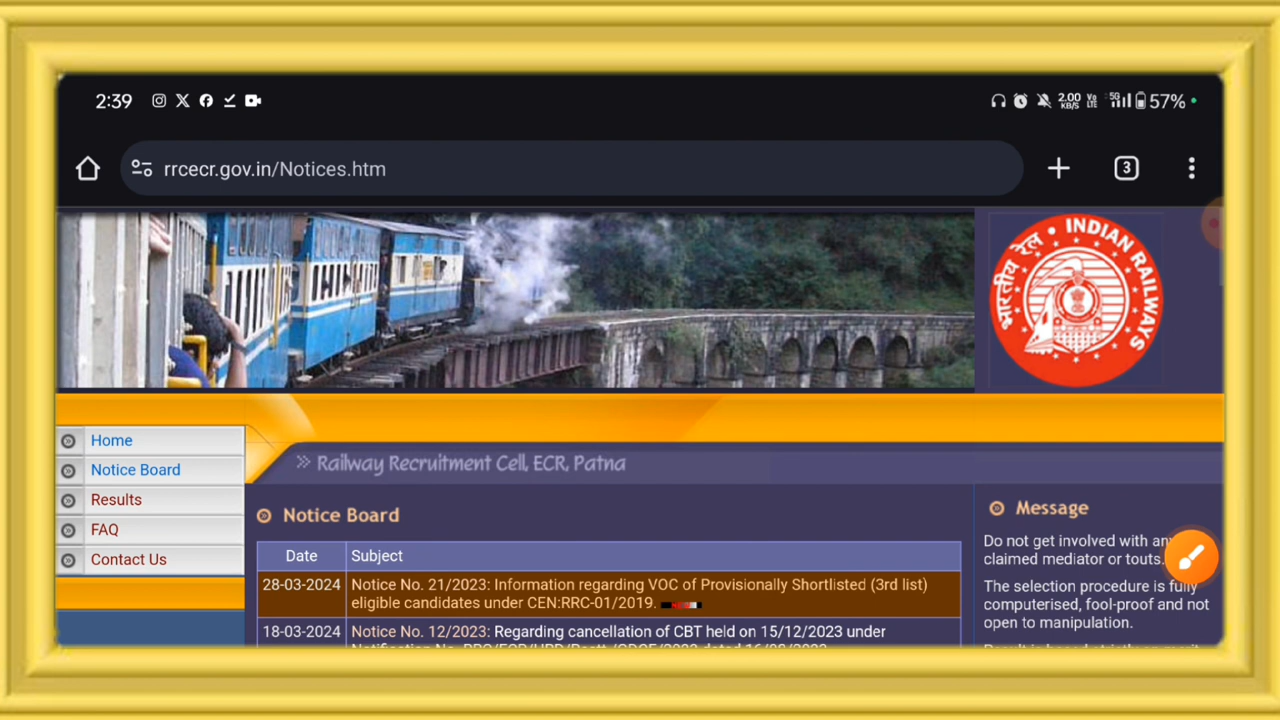 2:39
2.00 KB/S Vo LTE 5G 57%
rrcecr.gov.in/Notices.htm
3
भारतीय रेल • INDIAN RAILWAYS
Home
Notice Board
Results
FAQ
Contact Us
Railway Recruitment Cell, ECR, Patna
Notice Board
Date Subject
28-03-2024 Notice No. 21/2023: Information regarding VOC of Provisionally Shortlisted (3rd list)
eligible candidates under CEN:RRC-01/2019.
18-03-2024 Notice No. 12/2023: Regarding cancellation of CBT held on 15/12/2023 under
Message
Do not get involved with any
claimed mediator or touts.
The selection procedure is fully
computerised, fool-proof and not
open to manipulation.